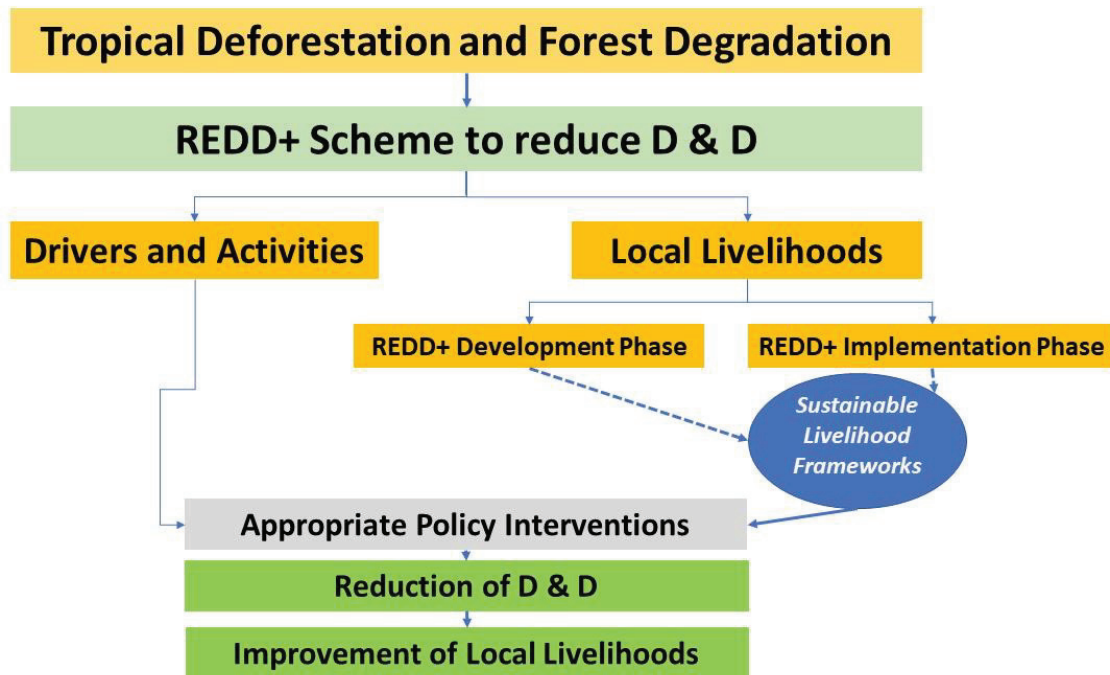 Tropical Deforestation and Forest Degradation
REDD+ Scheme to reduce D & D
Drivers and Activities
Local Livelihoods
REDD+ Development Phase
REDD+ Implementation Phase
Sustainable
Livelihood
Frameworks
Appropriate Policy Interventions
Reduction of D & D
Improvement of Local Livelihoods